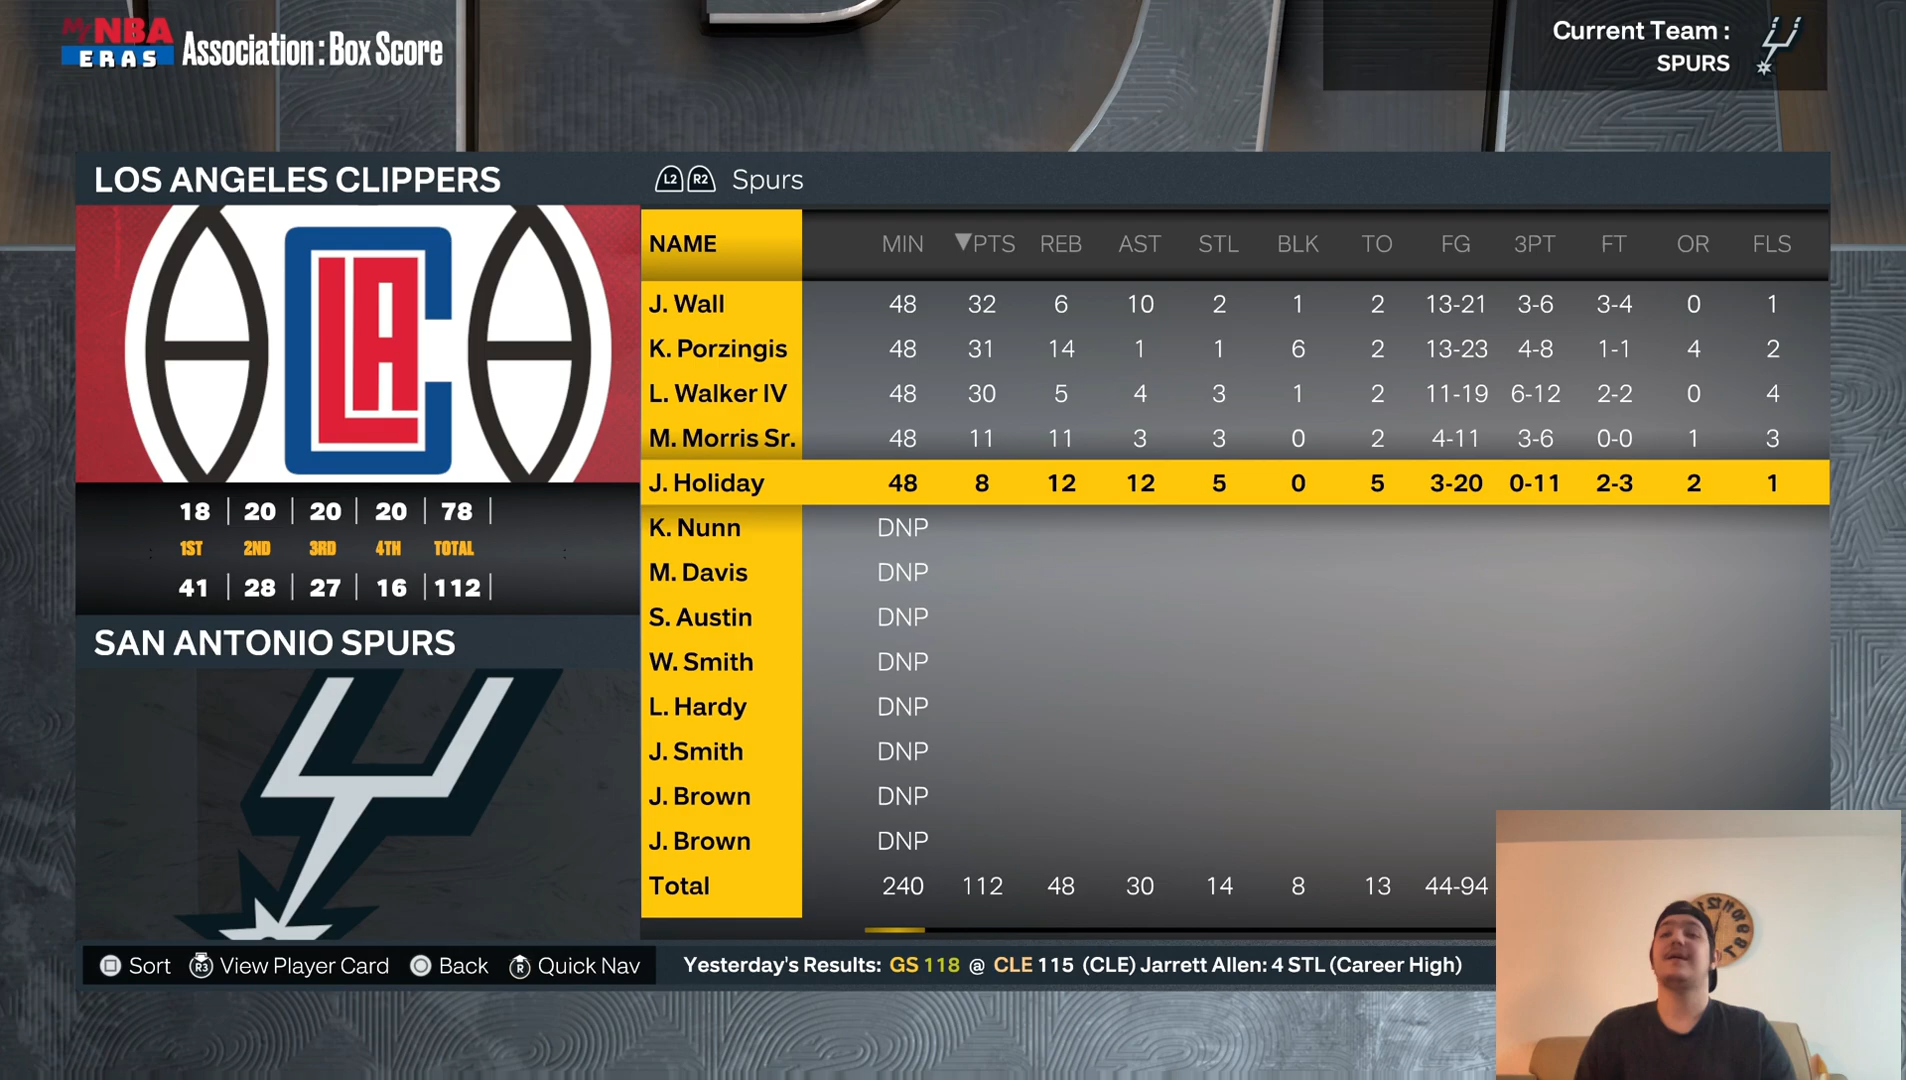 MyNBA ERAS Association : Box Score
Current Team :
SPURS
LOS ANGELES CLIPPERS
LA
18 20 20 20 78
1ST 2ND 3RD 4TH TOTAL
41 28 27 16 112
SAN ANTONIO SPURS
L2 R2 Spurs
NAME MIN ▼PTS REB AST STL BLK TO FG 3PT FT OR FLS
J. Wall 48 32 6 10 2 1 2 13-21 3-6 3-4 0 1
K. Porzingis 48 31 14 1 1 6 2 13-23 4-8 1-1 4 2
L. Walker IV 48 30 5 4 3 1 2 11-19 6-12 2-2 0 4
M. Morris Sr. 48 11 11 3 3 0 2 4-11 3-6 0-0 1 3
J. Holiday 48 8 12 12 5 0 5 3-20 0-11 2-3 2 1
K. Nunn DNP
M. Davis DNP
S. Austin DNP
W. Smith DNP
L. Hardy DNP
J. Smith DNP
J. Brown DNP
J. Brown DNP
Total 240 112 48 30 14 8 13 44-94
Sort R3 View Player Card Back R Quick Nav
Yesterday's Results: GS 118 @ CLE 115 (CLE) Jarrett Allen: 4 STL (Career High)